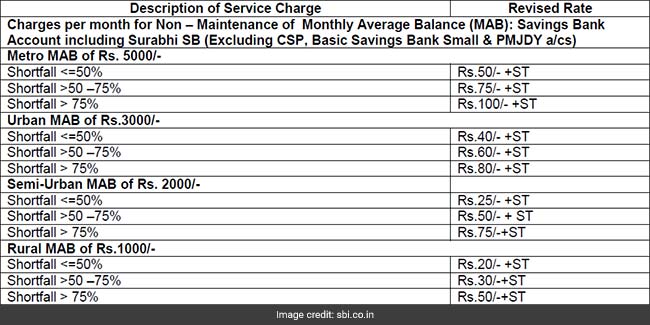 Description of Service Charge Revised Rate
Charges per month for Non – Maintenance of Monthly Average Balance (MAB): Savings Bank
Account including Surabhi SB (Excluding CSP, Basic Savings Bank Small & PMJDY a/cs)
Metro MAB of Rs. 5000/-
Shortfall <=50% Rs.50/- +ST
Shortfall >50 –75% Rs.75/- +ST
Shortfall > 75% Rs.100/- +ST
Urban MAB of Rs.3000/-
Shortfall <=50% Rs.40/- +ST
Shortfall >50 –75% Rs.60/- +ST
Shortfall > 75% Rs.80/- +ST
Semi-Urban MAB of Rs. 2000/-
Shortfall <=50% Rs.25/- +ST
Shortfall >50 –75% Rs.50/- + ST
Shortfall > 75% Rs.75/-+ST
Rural MAB of Rs.1000/-
Shortfall <=50% Rs.20/- +ST
Shortfall >50 –75% Rs.30/-+ST
Shortfall > 75% Rs.50/-+ST
Image credit: sbi.co.in